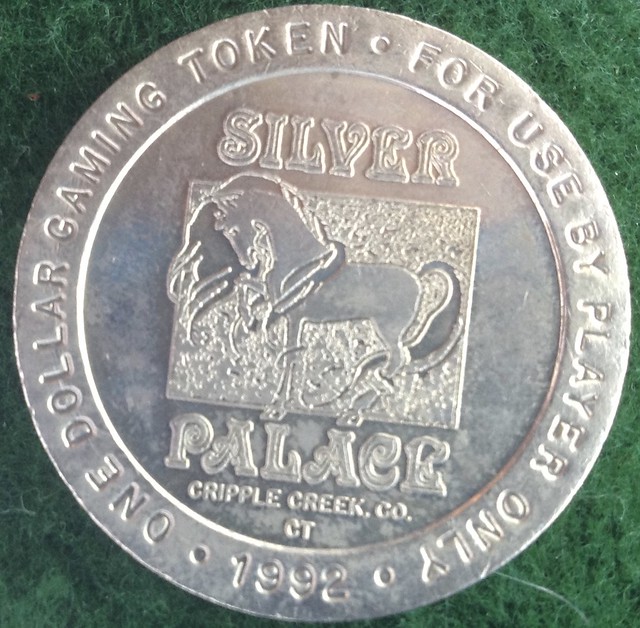 ONE DOLLAR GAMING TOKEN • FOR USE BY PLAYER ONLY •
SILVER
PALACE
CRIPPLE CREEK, CO.
CT
1992 •